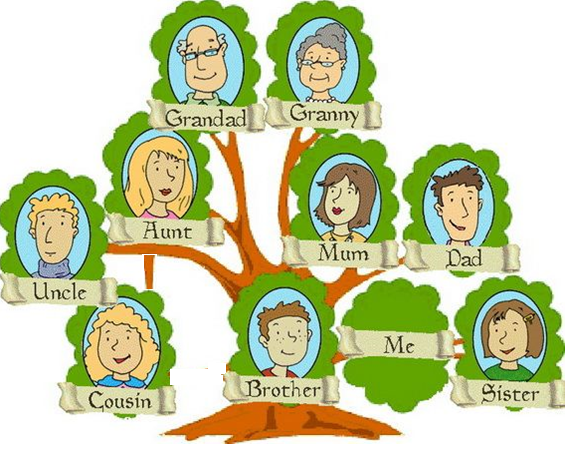 Grandad
Granny
Aunt
Mum
Dad
Uncle
Me
Cousin
Brother
Sister